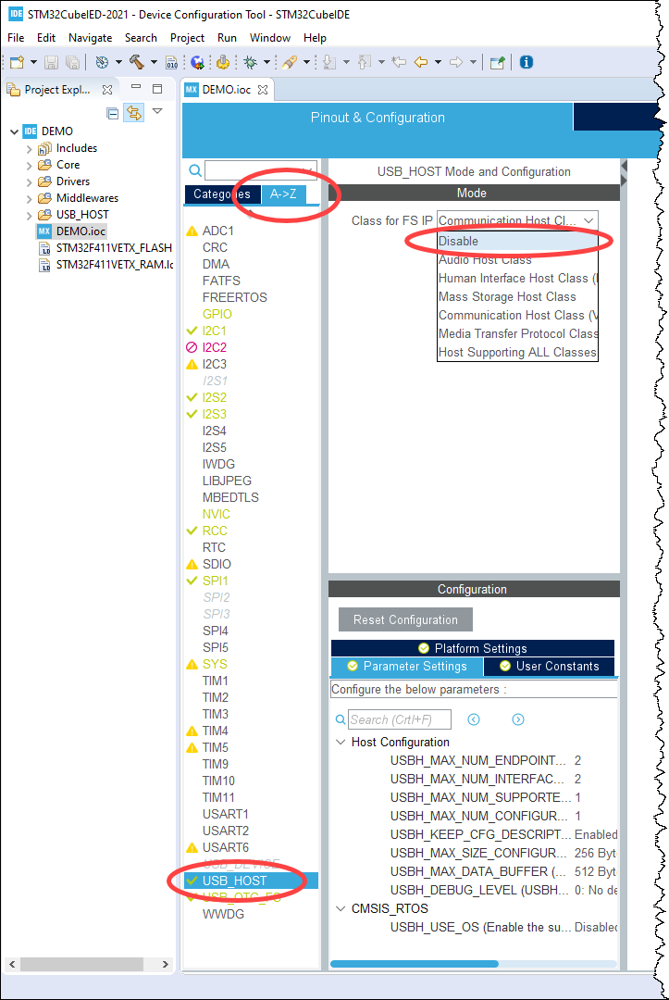 IDE STM32CubeIED-2021 - Device Configuration Tool - STM32CubeIDE
File Edit Navigate Search Project Run Window Help
010
Project Expl...
MX DEMO.ioc
IDE DEMO
Includes
Core
Drivers
Middlewares
USB_HOST
MX DEMO.ioc
STM32F411VETX_FLASH
STM32F411VETX_RAM.lc
Pinout & Configuration
Categories
A->Z
ADC1
CRC
DMA
FATFS
FREERTOS
GPIO
I2C1
I2C2
I2C3
I2S1
I2S2
I2S3
I2S4
I2S5
IWDG
LIBJPEG
MBEDTLS
NVIC
RCC
RTC
SDIO
SPI1
SPI2
SPI3
SPI4
SPI5
SYS
TIM1
TIM2
TIM3
TIM4
TIM5
TIM9
TIM10
TIM11
USART1
USART2
USART6
USB_DEVICE
USB_HOST
USB_OTG_FS
WWDG
USB_HOST Mode and Configuration
Mode
Class for FS IP Communication Host Cl...
Disable
Audio Host Class
Human Interface Host Class (
Mass Storage Host Class
Communication Host Class (V
Media Transfer Protocol Class
Host Supporting ALL Classes
Configuration
Reset Configuration
Platform Settings
Parameter Settings
User Constants
Configure the below parameters :
Search (CrtI+F)
Host Configuration
USBH_MAX_NUM_ENDPOINT... 2
USBH_MAX_NUM_INTERFAC... 2
USBH_MAX_NUM_SUPPORTE... 1
USBH_MAX_NUM_CONFIGUR... 1
USBH_KEEP_CFG_DESCRIPT... Enabled
USBH_MAX_SIZE_CONFIGUR... 256 Byt
USBH_MAX_DATA_BUFFER (... 512 Byt
USBH_DEBUG_LEVEL (USBH... 0: No de
CMSIS_RTOS
USBH_USE_OS (Enable the su... Disabled